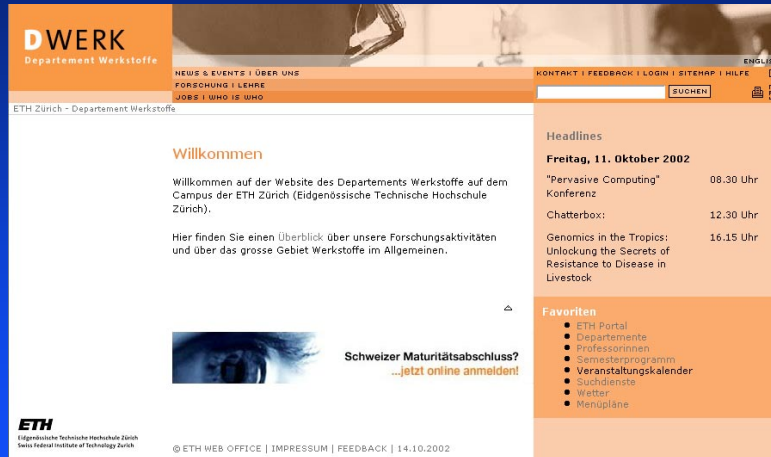 DWERK
Departement Werkstoffe
ENGLIS
NEWS & EVENTS I ÜBER UNS
FORSCHUNG I LEHRE
JOBS I WHO IS WHO
KONTAKT I FEEDBACK I LOGIN I SITEMAP I HILFE
SUCHEN
ETH Zürich - Departement Werkstoffe
Willkommen
Willkommen auf der Website des Departements Werkstoffe auf dem
Campus der ETH Zürich (Eidgenössische Technische Hochschule
Zürich).
Hier finden Sie einen Überblick über unsere Forschungsaktivitäten
und über das grosse Gebiet Werkstoffe im Allgemeinen.
Schweizer Maturitätsabschluss?
...jetzt online anmelden!
Headlines
Freitag, 11. Oktober 2002
"Pervasive Computing" 08.30 Uhr
Konferenz
Chatterbox: 12.30 Uhr
Genomics in the Tropics: 16.15 Uhr
Unlockung the Secrets of
Resistance to Disease in
Livestock
Favoriten
ETH Portal
Departemente
Professorinnen
Semesterprogramm
Veranstaltungskalender
Suchdienste
Wetter
Menüpläne
ETH
Eidgenössische Technische Hochschule Zürich
Swiss Federal Institute of Technology Zurich
© ETH WEB OFFICE | IMPRESSUM | FEEDBACK | 14.10.2002